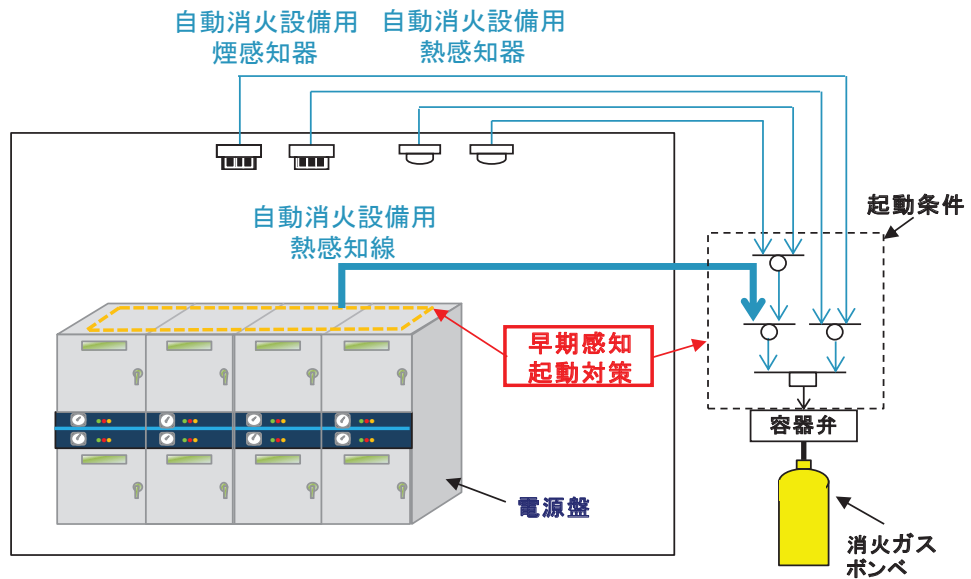 自動消火設備用
煙感知器
自動消火設備用
熱感知器
自動消火設備用
熱感知線
起動条件
早期感知
起動対策
容器弁
電源盤
消火ガス
ボンベ